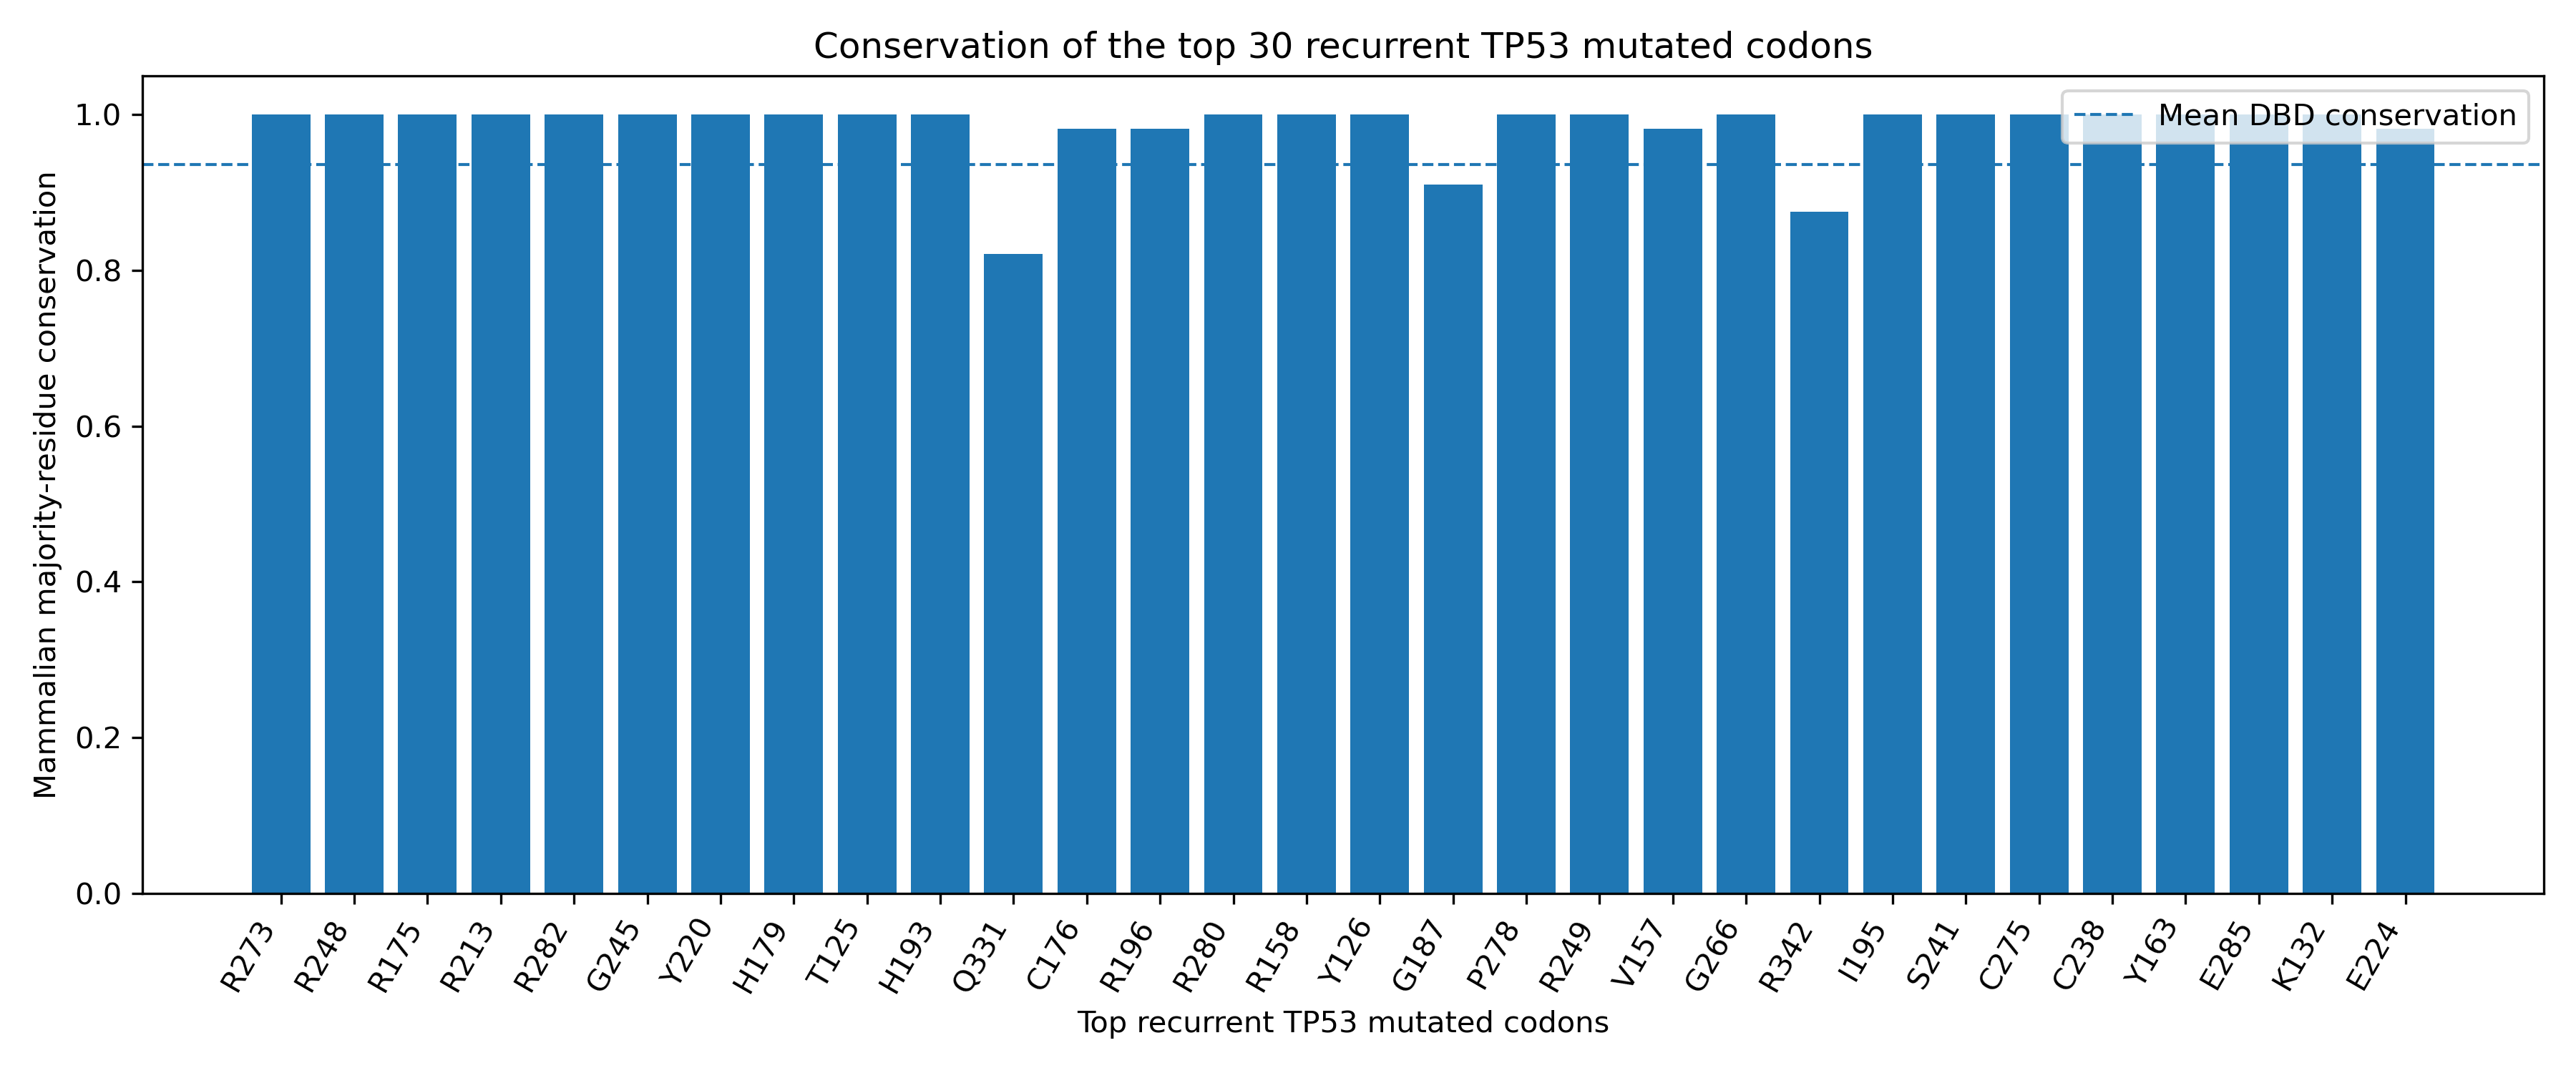 Conservation of the top 30 recurrent TP53 mutated codons
Mean DBD conservation
Mammalian majority-residue conservation
1.0
0.8
0.6
0.4
0.2
0.0
R273
R248
R175
R213
R282
G245
Y220
H179
T125
H193
Q331
C176
R196
R280
R158
Y126
G187
P278
R249
V157
G266
R342
I195
S241
C275
C238
Y163
E285
K132
E224
Top recurrent TP53 mutated codons